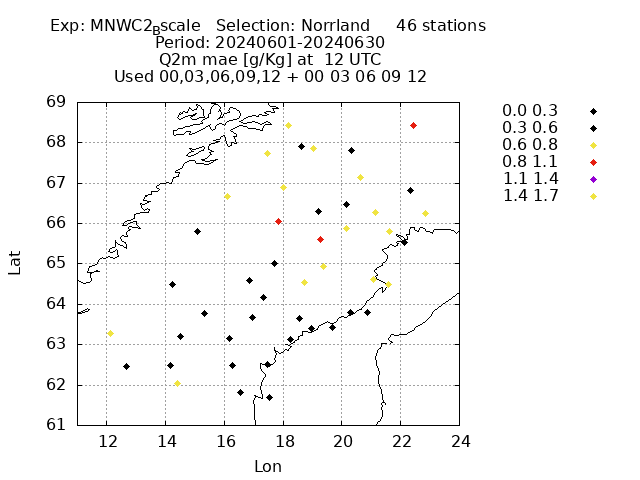 Exp: MNWC2Bscale   Selection: Norrland     46 stations
Period: 20240601-20240630
Q2m mae [g/Kg] at  12 UTC
Used 00,03,06,09,12 + 00 03 06 09 12
0.0 0.3
0.3 0.6
0.6 0.8
0.8 1.1
1.1 1.4
1.4 1.7
69
68
67
66
65
64
63
62
61
Lat
12 14 16 18 20 22 24
Lon